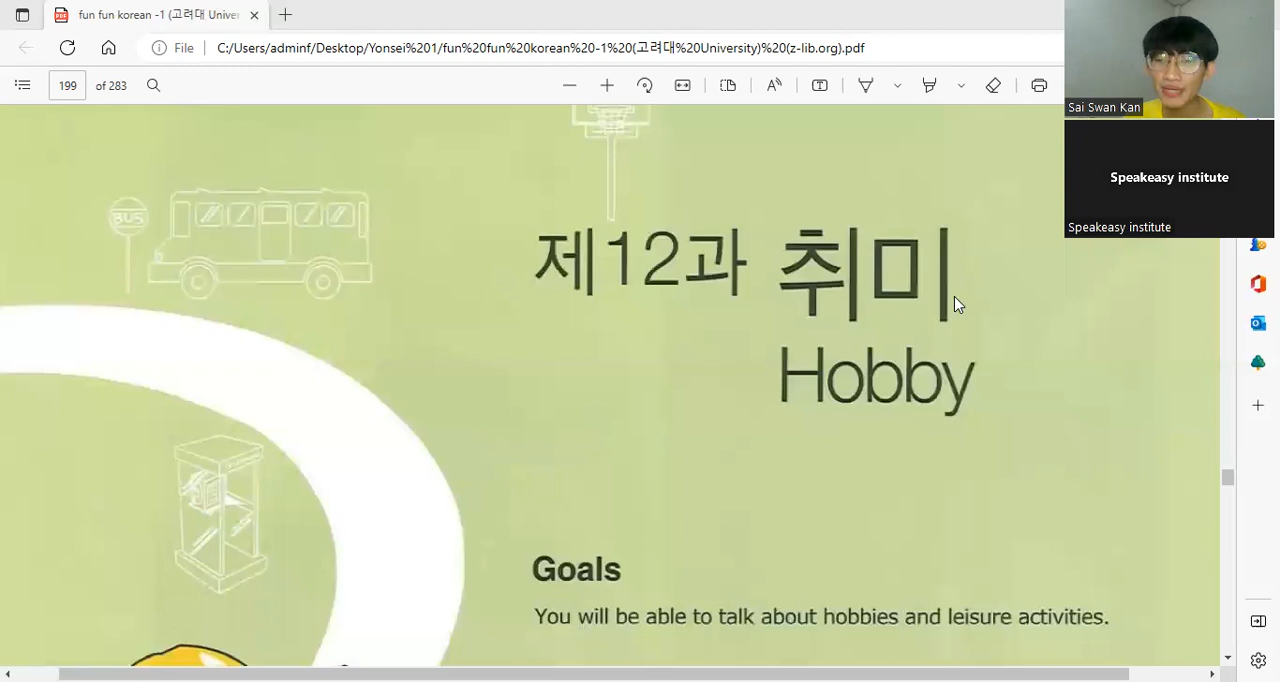 fun fun korean -1 (고려대 Unive
File
C:/Users/adminf/Desktop/Yonsei%201/fun%20fun%20korean%20-1%20(고려대%20University)%20(z-lib.org).pdf
199 of 283
Sai Swan Kan
Speakeasy institute
Speakeasy institute
BUS
제12과 취미
Hobby
Goals
You will be able to talk about hobbies and leisure activities.